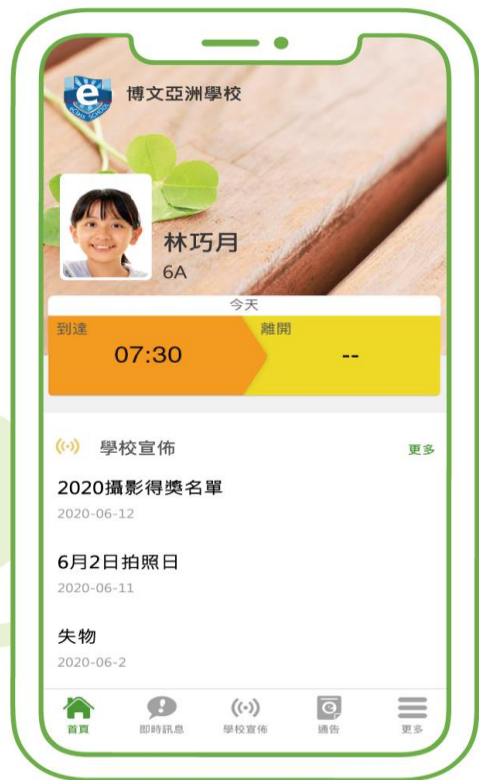 e
eCLASS SCHOOL
博文亞洲學校
林巧月
6A
今天
到達
離開
07:30
--
學校宣佈
更多
2020攝影得獎名單
2020-06-12
6月2日拍照日
2020-06-11
失物
2020-06-2
首頁
即時訊息
學校宣佈
通告
更多